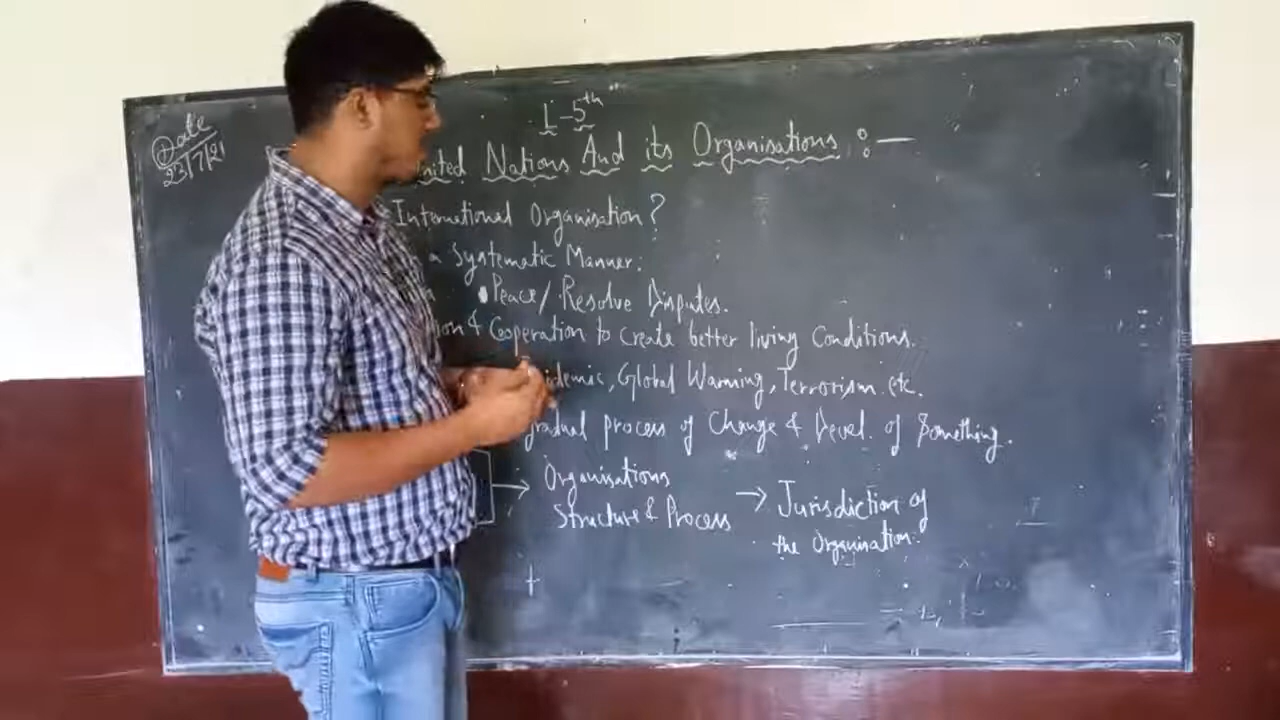 Date
23/7/21
L-5th
nited Nations And its Organisations :-
International Organisation?
a Systematic Manner.
Peace/ Resolve Disputes.
ion & Cooperation to create better living Conditions.
idemic, Global Warming, Terrorism etc.
gradual process of Change & Devel. of Something.
→ Organisations
Structure & Process → Jurisdiction of
the Organisation.